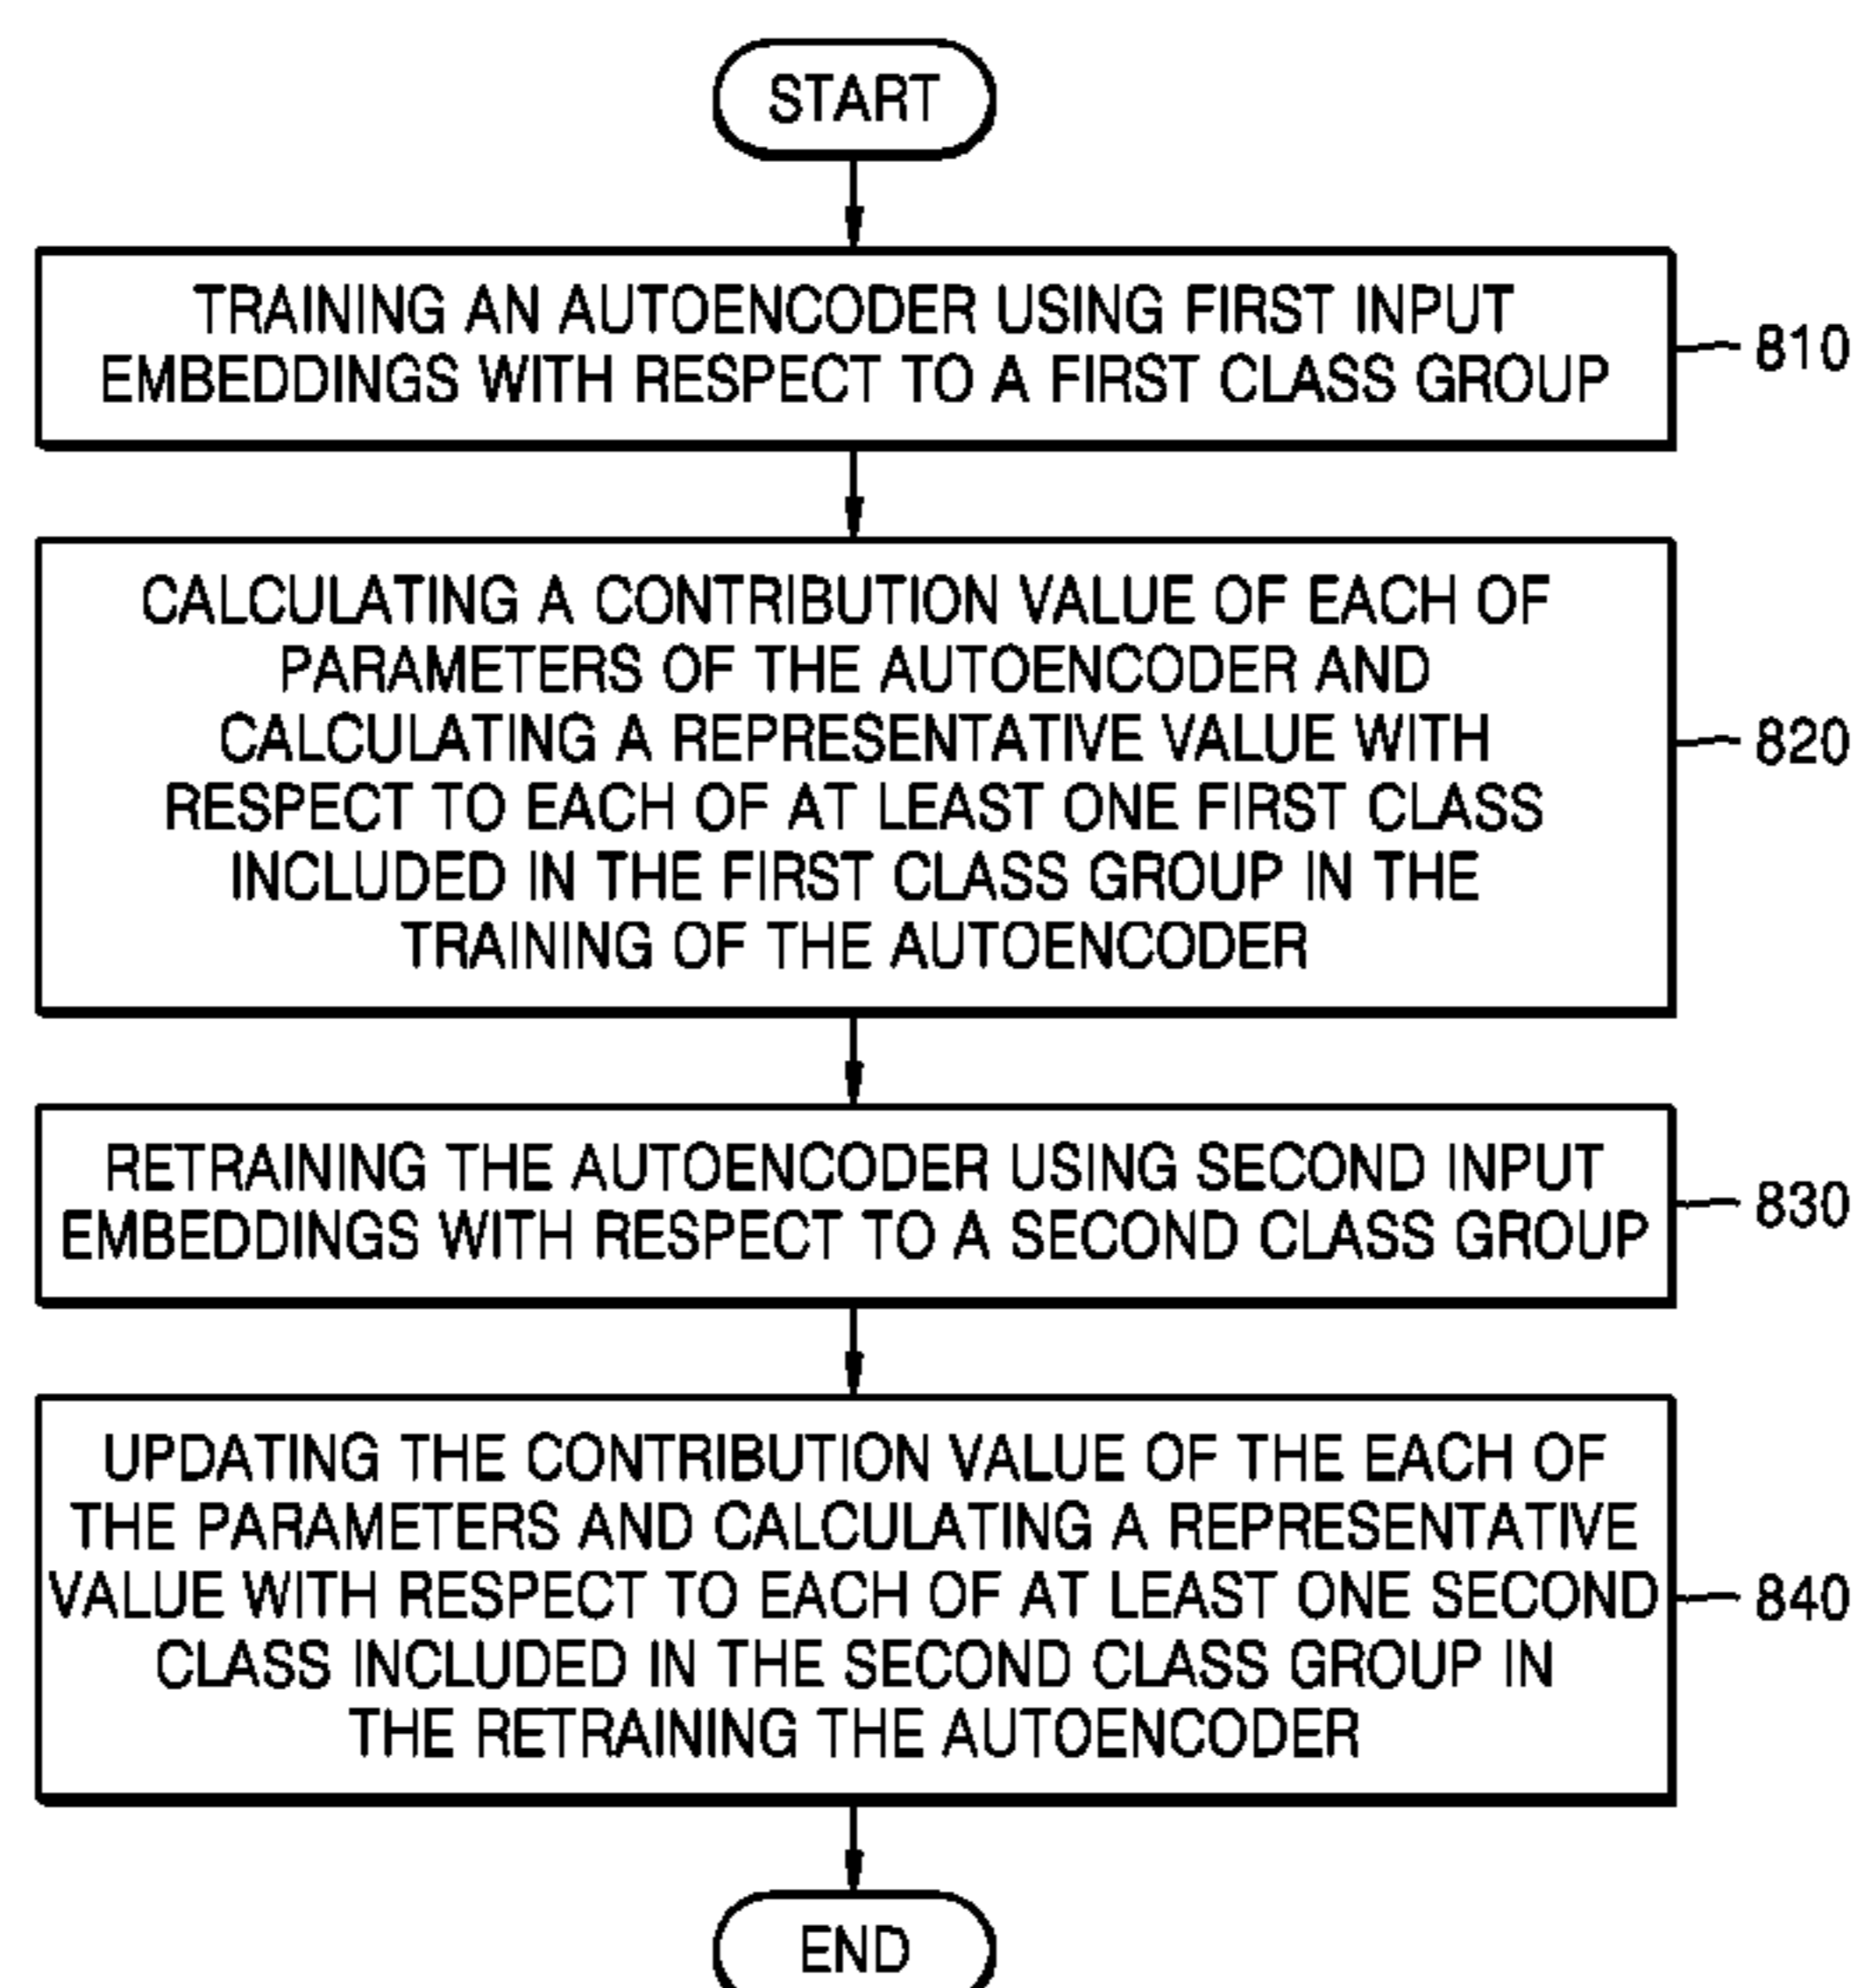 START
TRAINING AN AUTOENCODER USING FIRST INPUT
EMBEDDINGS WITH RESPECT TO A FIRST CLASS GROUP
810
CALCULATING A CONTRIBUTION VALUE OF EACH OF
PARAMETERS OF THE AUTOENCODER AND
CALCULATING A REPRESENTATIVE VALUE WITH
RESPECT TO EACH OF AT LEAST ONE FIRST CLASS
INCLUDED IN THE FIRST CLASS GROUP IN THE
TRAINING OF THE AUTOENCODER
820
RETRAINING THE AUTOENCODER USING SECOND INPUT
EMBEDDINGS WITH RESPECT TO A SECOND CLASS GROUP
830
UPDATING THE CONTRIBUTION VALUE OF THE EACH OF
THE PARAMETERS AND CALCULATING A REPRESENTATIVE
VALUE WITH RESPECT TO EACH OF AT LEAST ONE SECOND
CLASS INCLUDED IN THE SECOND CLASS GROUP IN
THE RETRAINING THE AUTOENCODER
840
END